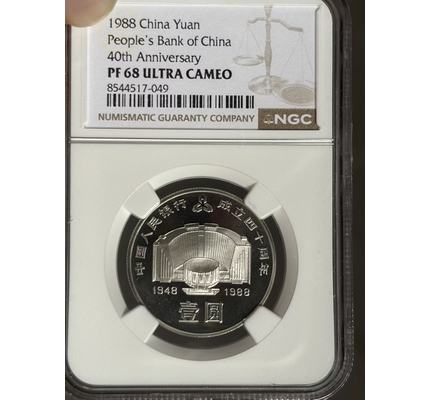 1988 China Yuan
People's Bank of China
40th Anniversary
PF 68 ULTRA CAMEO
8544517-049
NUMISMATIC GUARANTY COMPANY NGC
中国人民银行 成立四十周年
1948 1988
壹圆